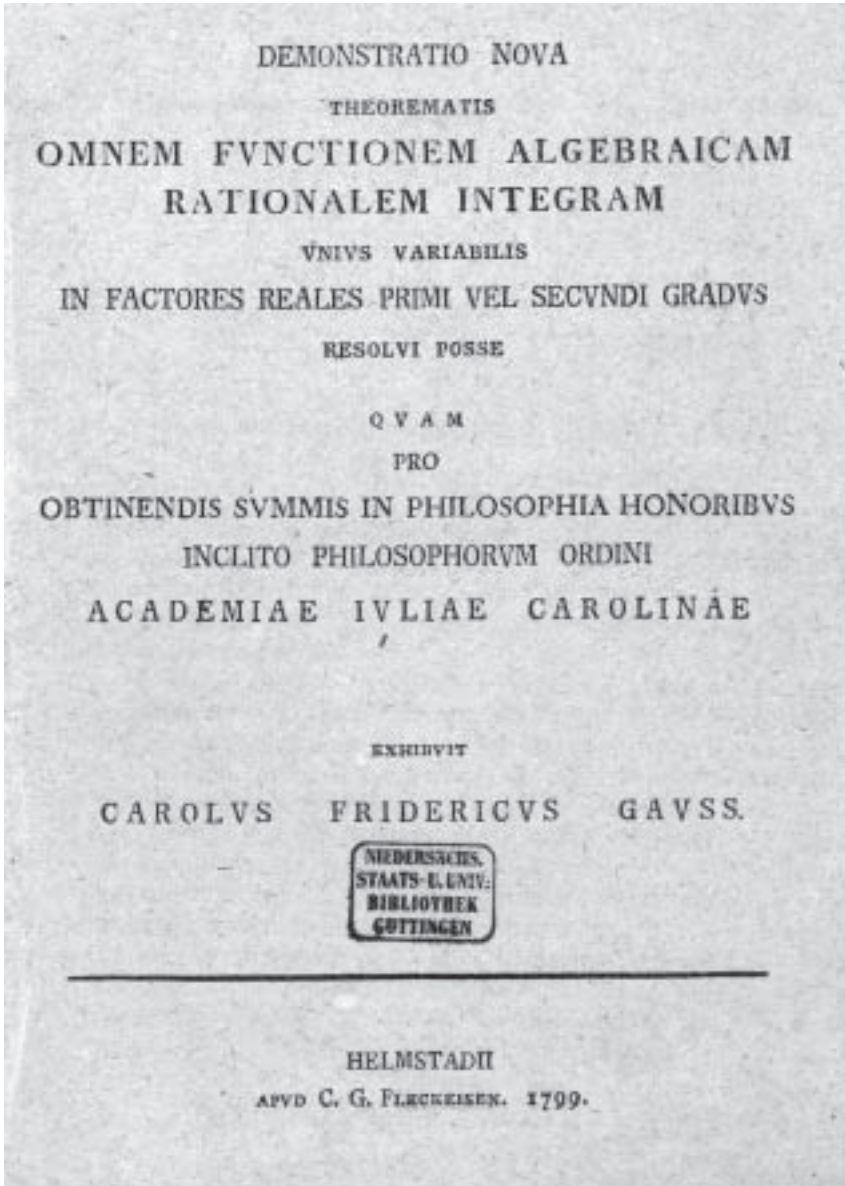 DEMONSTRATIO NOVA
THEOREMATIS
OMNEM FVNCTIONEM ALGEBRAICAM
RATIONALEM INTEGRAM
VNIVS VARIABILIS
IN FACTORES REALES PRIMI VEL SECVNDI GRADVS
RESOLVI POSSE
QVAM
PRO
OBTINENDIS SVMMIS IN PHILOSOPHIA HONORIBVS
INCLITO PHILOSOPHORVM ORDINI
ACADEMIAE IVLIAE CAROLINAE
EXHIBVIT
CAROLVS FRIDERICVS GAVSS.
NIEDERSÄCHS.
STAATS- U. UNIV.-
BIBLIOTHEK
GÖTTINGEN
HELMSTADII
APVD C. G. FLECKEISEN. 1799.